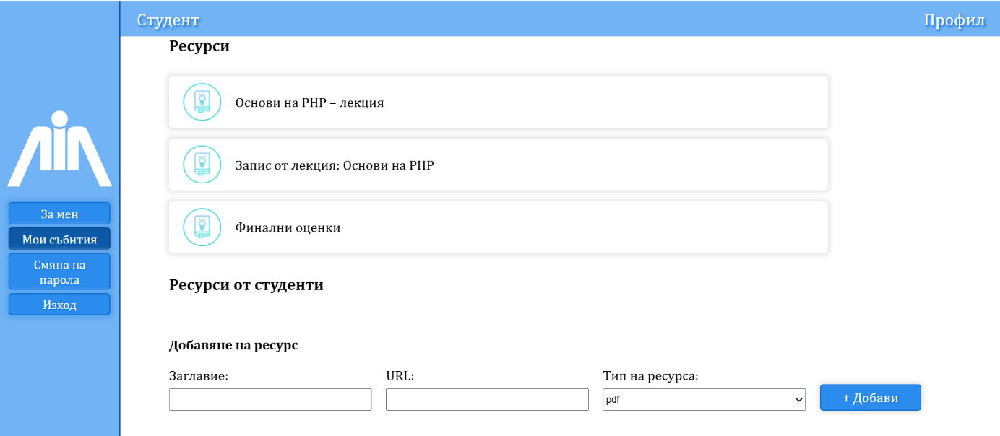 Студент
Профил
Ресурси
Основи на PHP – лекция
Запис от лекция: Основи на PHP
Финални оценки
За мен
Мои събития
Смяна на
парола
Изход
Ресурси от студенти
Добавяне на ресурс
Заглавие:
URL:
Тип на ресурса:
pdf
+ Добави